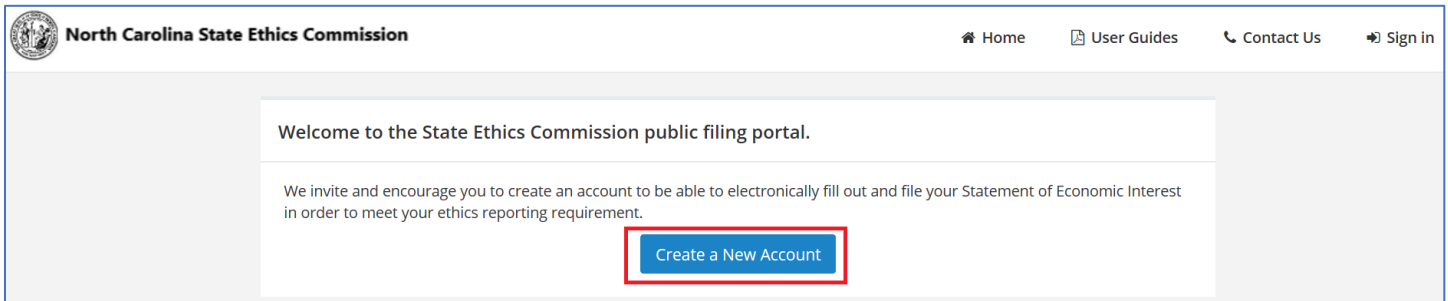 North Carolina State Ethics Commission
Home
User Guides
Contact Us
Sign in
Welcome to the State Ethics Commission public filing portal.
We invite and encourage you to create an account to be able to electronically fill out and file your Statement of Economic Interest
in order to meet your ethics reporting requirement.
Create a New Account